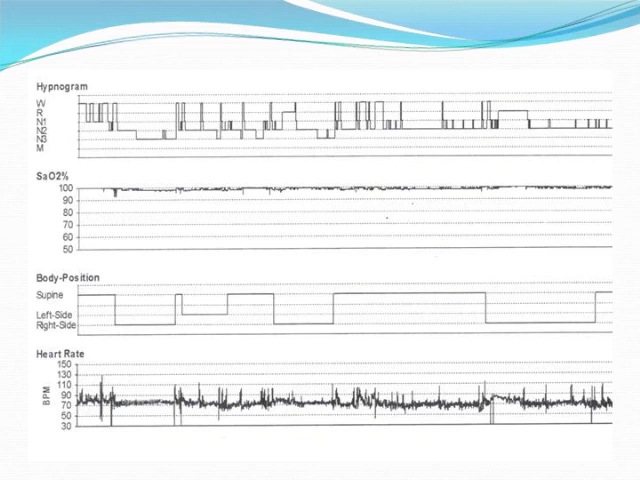 Hypnogram
W
R
N1
N2
N3
M
SaO2%
100
90
80
70
60
50
Body-Position
Supine
Left-Side
Right-Side
Heart Rate
150
130
110
90
70
50
30
BPM